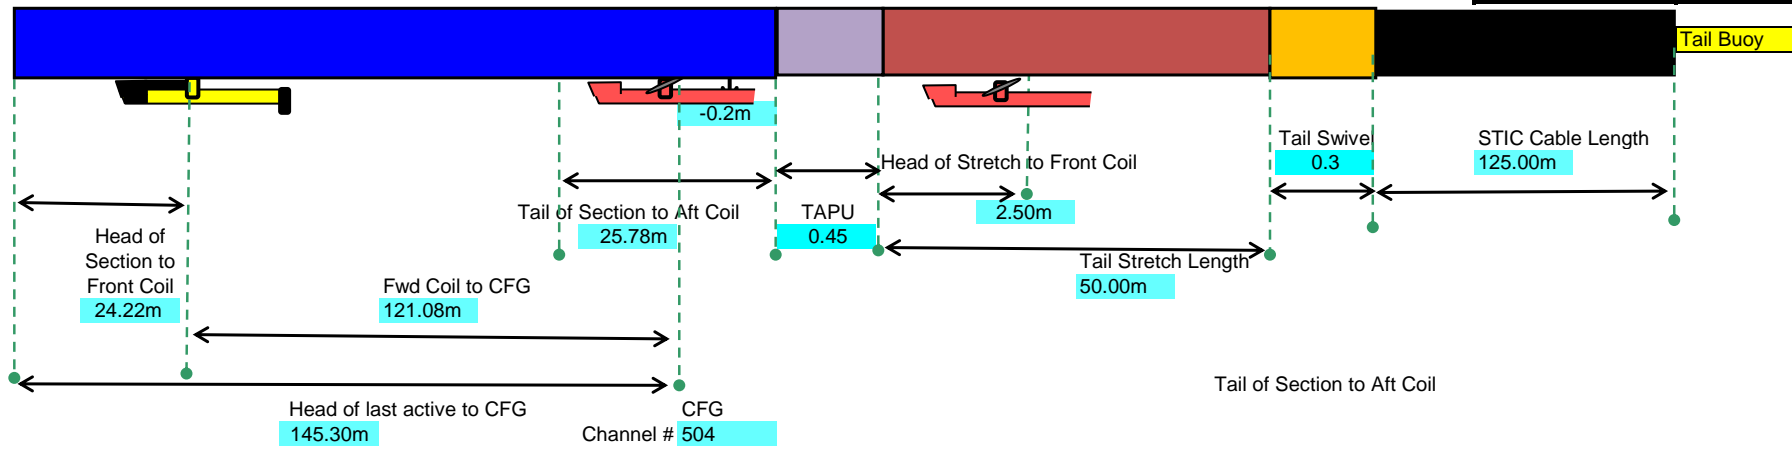 Tail Buoy
-0.2m
Tail Swivel
0.3
STIC Cable Length
125.00m
Head of Stretch to Front Coil
2.50m
Tail of Section to Aft Coil
25.78m
TAPU
0.45
Head of
Section to
Front Coil
24.22m
Tail Stretch Length
50.00m
Fwd Coil to CFG
121.08m
Tail of Section to Aft Coil
Head of last active to CFG
145.30m
CFG
Channel # 504